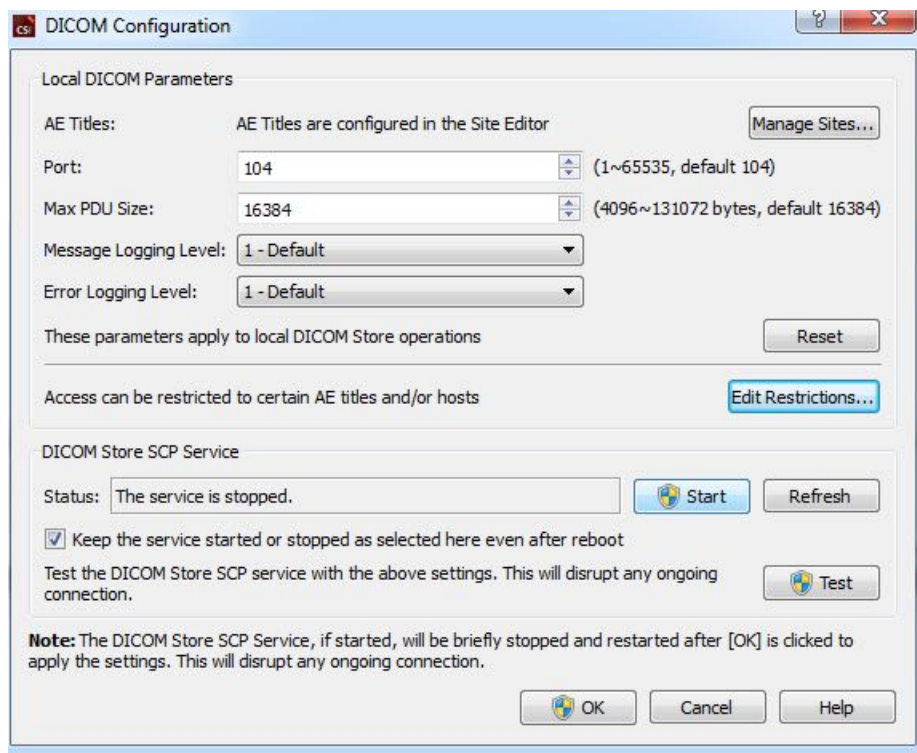 CSi DICOM Configuration ? X
Local DICOM Parameters
AE Titles: AE Titles are configured in the Site Editor Manage Sites...
Port: 104 (1~65535, default 104)
Max PDU Size: 16384 (4096~131072 bytes, default 16384)
Message Logging Level: 1 - Default
Error Logging Level: 1 - Default
These parameters apply to local DICOM Store operations Reset
Access can be restricted to certain AE titles and/or hosts Edit Restrictions...
DICOM Store SCP Service
Status: The service is stopped. Start Refresh
Keep the service started or stopped as selected here even after reboot
Test the DICOM Store SCP service with the above settings. This will disrupt any ongoing
connection. Test
Note: The DICOM Store SCP Service, if started, will be briefly stopped and restarted after [OK] is clicked to
apply the settings. This will disrupt any ongoing connection.
OK Cancel Help